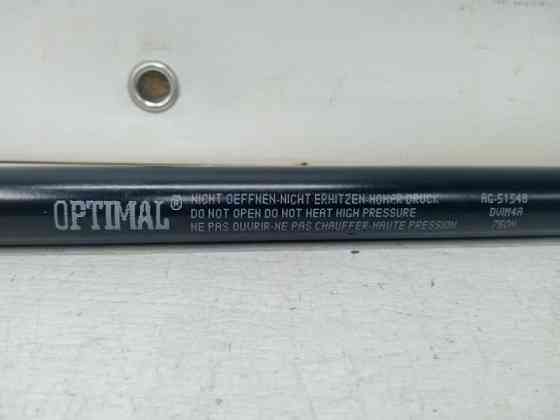 OPTIMAL®
NICHT OEFFNEN-NICHT ERHITZEN-HOHER DRUCK
DO NOT OPEN DO NOT HEAT HIGH PRESSURE
NE PAS OUVRIR-NE PAS CHAUFFER-HAUTE PRESSION
AG-51548